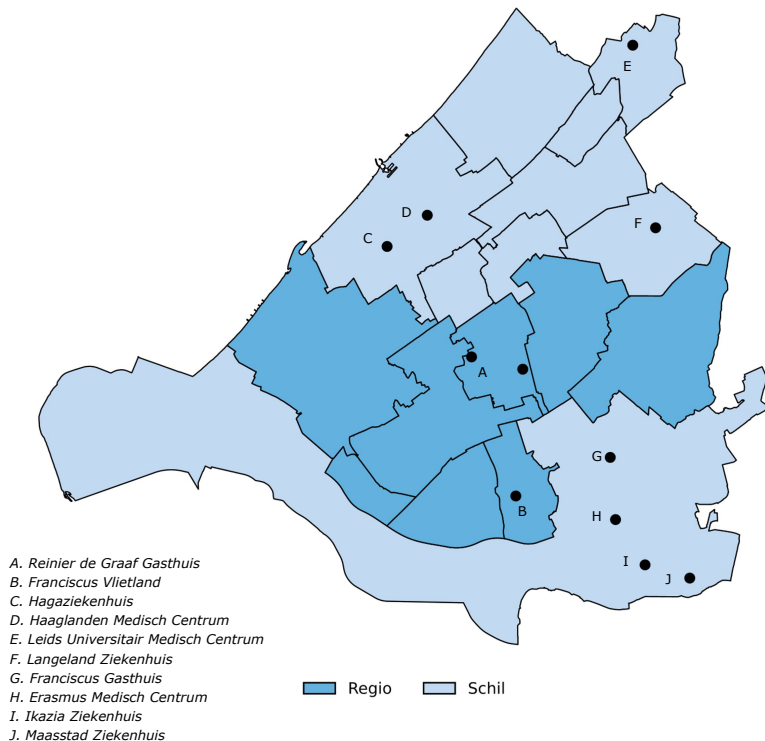 E
D
F
C
A
G
B
H
I
J
A. Reinier de Graaf Gasthuis
B. Franciscus Vlietland
C. Hagaziekenhuis
D. Haaglanden Medisch Centrum
E. Leids Universitair Medisch Centrum
F. Langeland Ziekenhuis
G. Franciscus Gasthuis
H. Erasmus Medisch Centrum
I. Ikazia Ziekenhuis
J. Maasstad Ziekenhuis
Regio
Schil